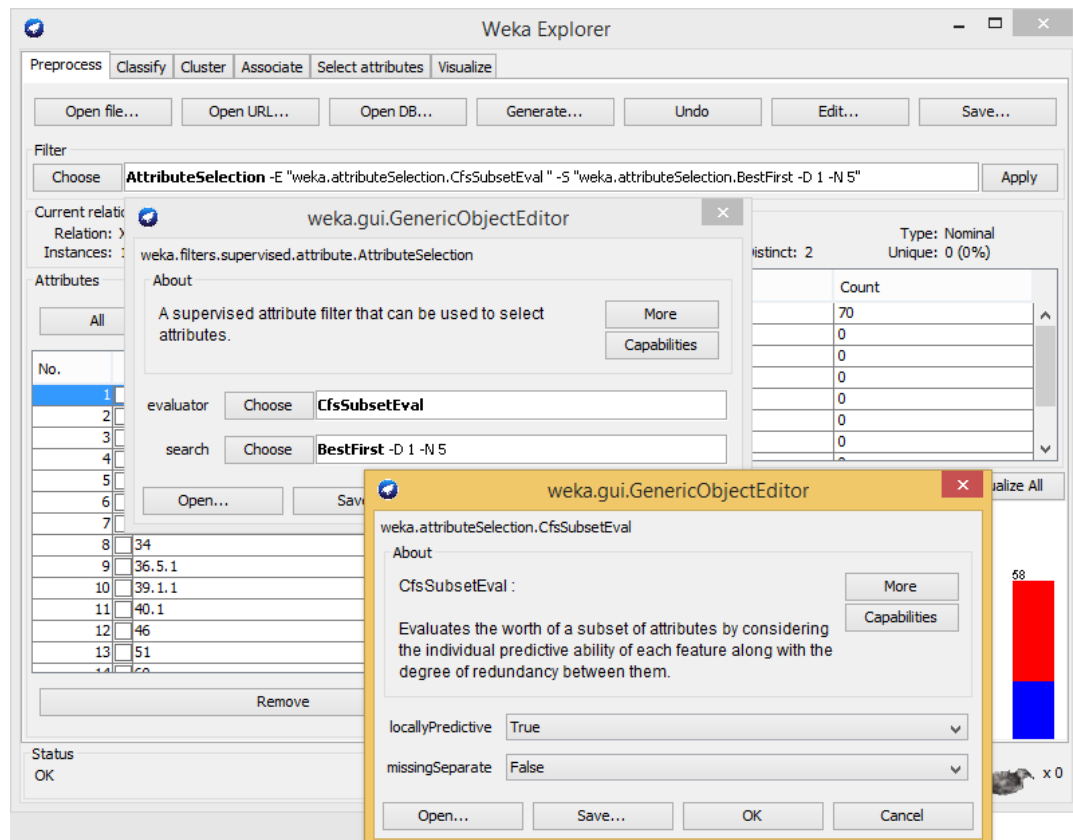 Weka Explorer
Preprocess Classify Cluster Associate Select attributes Visualize
Open file... Open URL... Open DB... Generate... Undo Edit... Save...
Filter
Choose AttributeSelection -E "weka.attributeSelection.CfsSubsetEval " -S "weka.attributeSelection.BestFirst -D 1 -N 5" Apply
Current
Relation:
Type: Nominal
Instances:
Distinct: 2 Unique: 0 (0%)
Attributes
All
No.
1
2
3
4
5
6
7
8 34
9 36.5.1
10 39.1.1
11 40.1
12 46
13 51
Remove
Count
70
0
0
0
0
0
0
58
Status
OK
x 0
weka.gui.GenericObjectEditor
weka.filters.supervised.attribute.AttributeSelection
About
A supervised attribute filter that can be used to select
attributes.
More
Capabilities
evaluator Choose CfsSubsetEval
search Choose BestFirst -D 1 -N 5
Open...
weka.gui.GenericObjectEditor
weka.attributeSelection.CfsSubsetEval
About
CfsSubsetEval :
Evaluates the worth of a subset of attributes by considering
the individual predictive ability of each feature along with the
degree of redundancy between them.
More
Capabilities
locallyPredictive True
missingSeparate False
Open... Save... OK Cancel